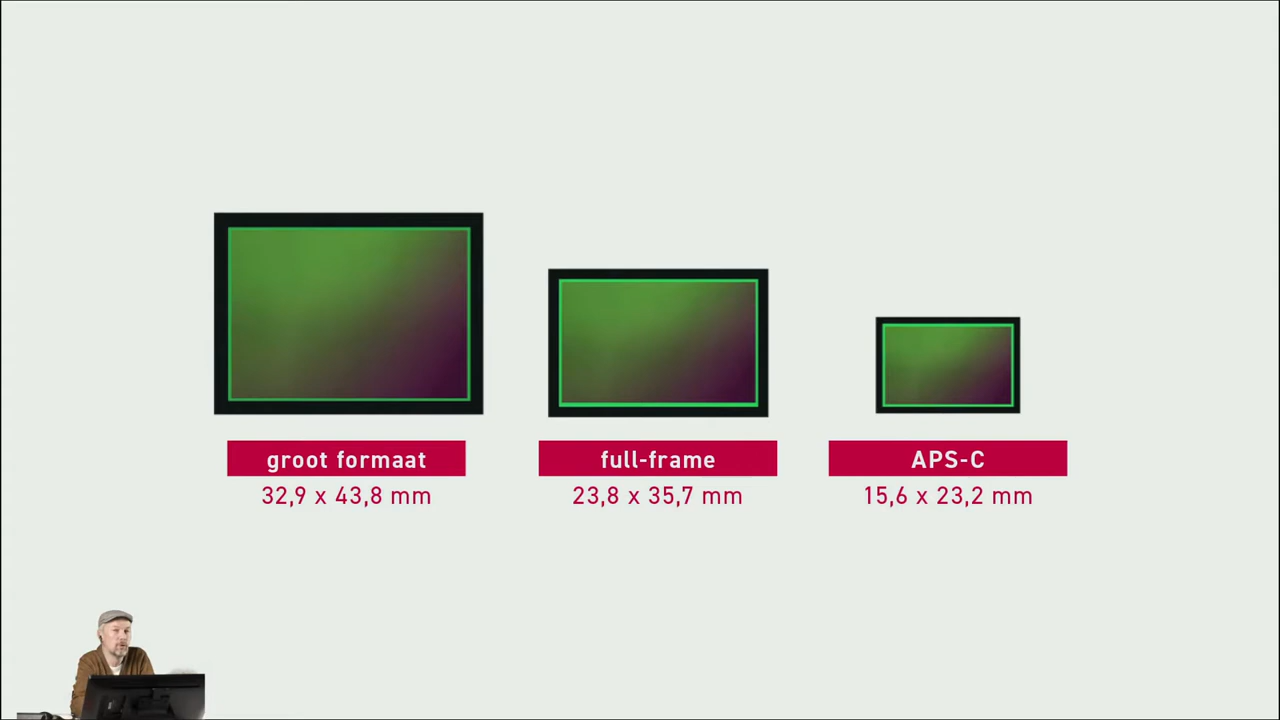 groot formaat
32,9 x 43,8 mm
full-frame
23,8 x 35,7 mm
APS-C
15,6 x 23,2 mm